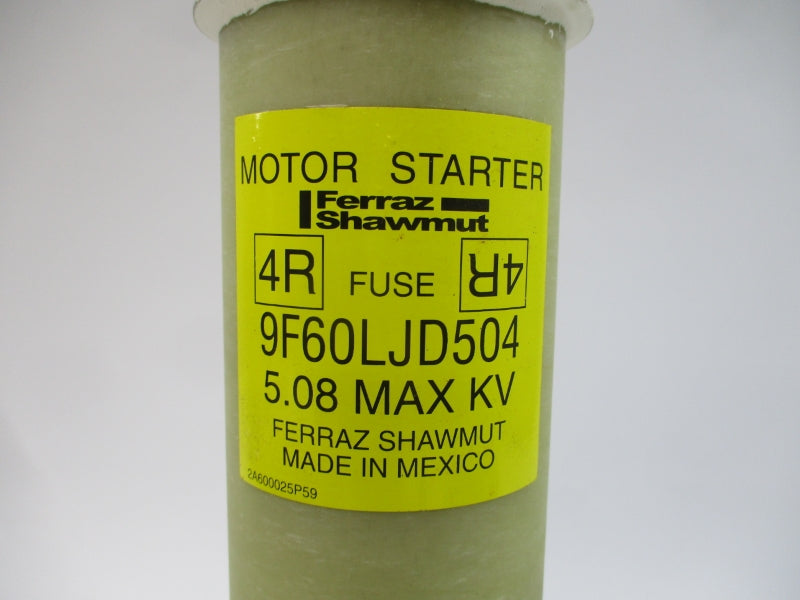 MOTOR STARTER
Ferraz
Shawmut
4R FUSE 4R
9F60LJD504
5.08 MAX KV
FERRAZ SHAWMUT
MADE IN MEXICO
2A600025P59